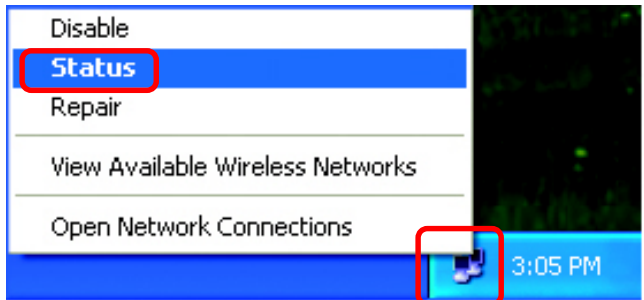 Disable
Status
Repair
View Available Wireless Networks
Open Network Connections
3:05 PM